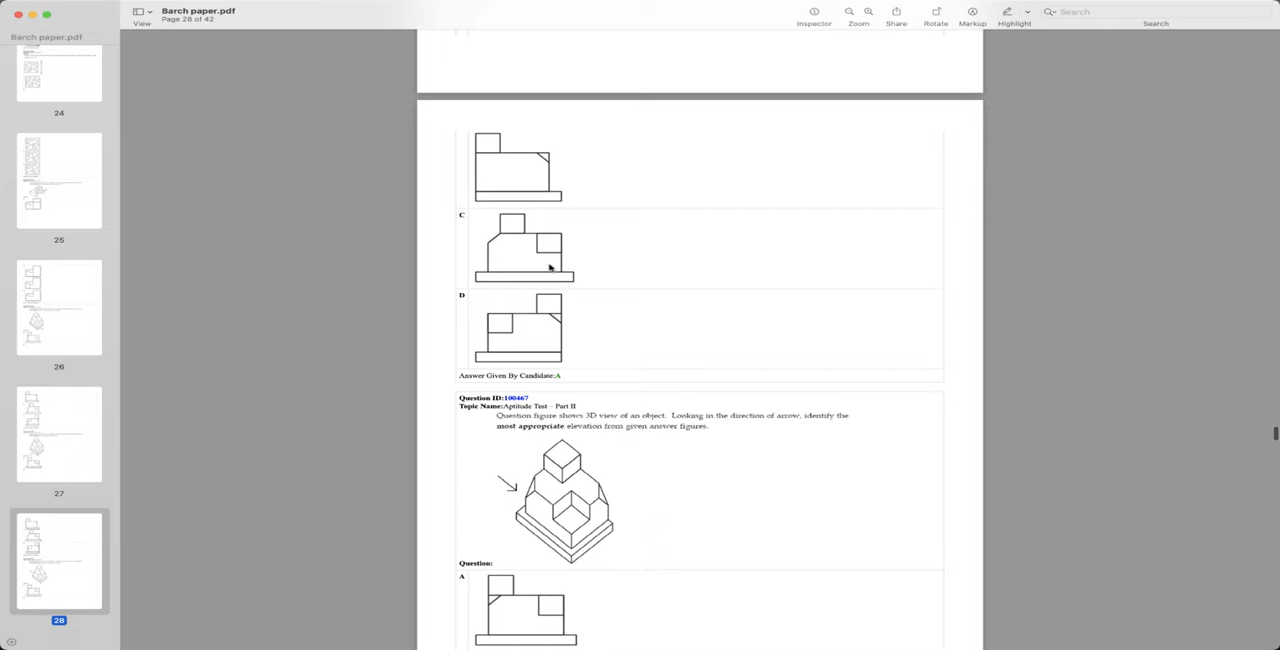 Barch paper.pdf
Page 28 of 42
View
Inspector
Zoom
Share
Rotate
Markup
Highlight
Search
Search
Barch paper.pdf
24
25
26
27
28
C
D
Answer Given By Candidate:A
Question ID:100467
Topic Name:Aptitude Test – Part II
Question figure shows 3D view of an object. Looking in the direction of arrow, identify the
most appropriate elevation from given answer figures.
Question:
A